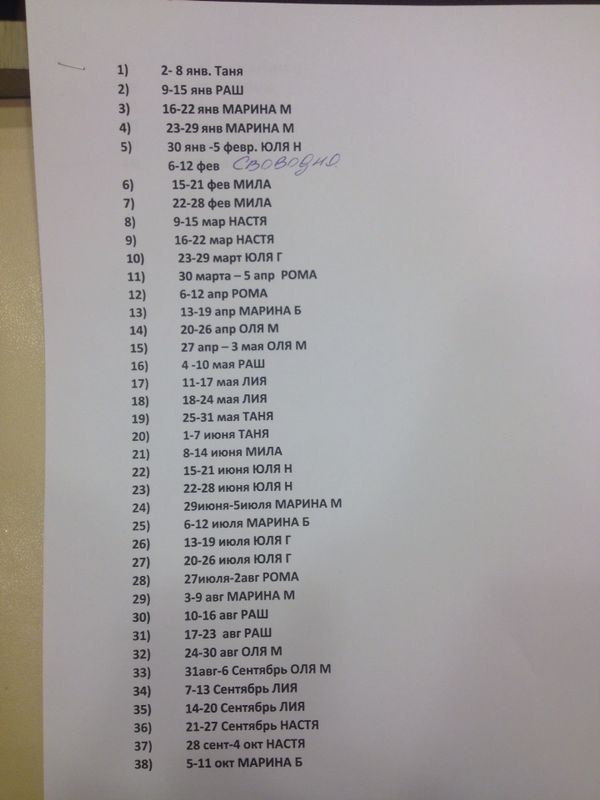 1) 2- 8 янв. Таня
2) 9-15 янв РАШ
3) 16-22 янв МАРИНА М
4) 23-29 янв МАРИНА М
5) 30 янв -5 февр. ЮЛЯ Н
6-12 фев свободно
6) 15-21 фев МИЛА
7) 22-28 фев МИЛА
8) 9-15 мар НАСТЯ
9) 16-22 мар НАСТЯ
10) 23-29 март ЮЛЯ Г
11) 30 марта – 5 апр РОМА
12) 6-12 апр РОМА
13) 13-19 апр МАРИНА Б
14) 20-26 апр ОЛЯ М
15) 27 апр – 3 мая ОЛЯ М
16) 4 -10 мая РАШ
17) 11-17 мая ЛИЯ
18) 18-24 мая ЛИЯ
19) 25-31 мая ТАНЯ
20) 1-7 июня ТАНЯ
21) 8-14 июня МИЛА
22) 15-21 июня ЮЛЯ Н
23) 22-28 июня ЮЛЯ Н
24) 29июня-5июля МАРИНА М
25) 6-12 июля МАРИНА Б
26) 13-19 июля ЮЛЯ Г
27) 20-26 июля ЮЛЯ Г
28) 27июля-2авг РОМА
29) 3-9 авг МАРИНА М
30) 10-16 авг РАШ
31) 17-23 авг РАШ
32) 24-30 авг ОЛЯ М
33) 31авг-6 Сентябрь ОЛЯ М
34) 7-13 Сентябрь ЛИЯ
35) 14-20 Сентябрь ЛИЯ
36) 21-27 Сентябрь НАСТЯ
37) 28 сент-4 окт НАСТЯ
38) 5-11 окт МАРИНА Б